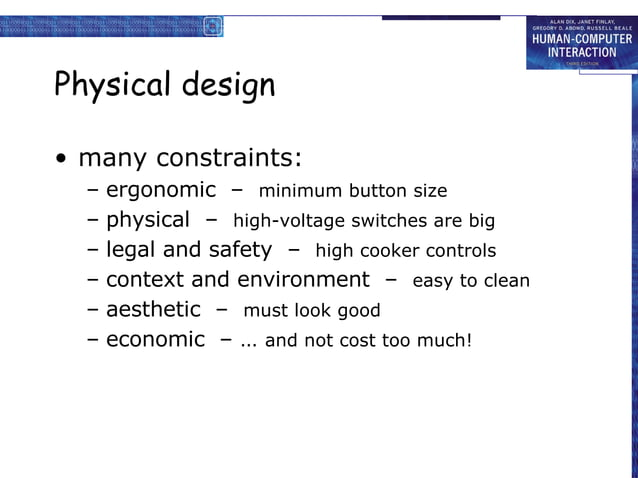 ALAN DIX, JANET FINLAY,
GREGORY D. ABOWD, RUSSELL BEALE
HUMAN-COMPUTER
INTERACTION
THIRD EDITION
Physical design
• many constraints:
– ergonomic – minimum button size
– physical – high-voltage switches are big
– legal and safety – high cooker controls
– context and environment – easy to clean
– aesthetic – must look good
– economic – ... and not cost too much!